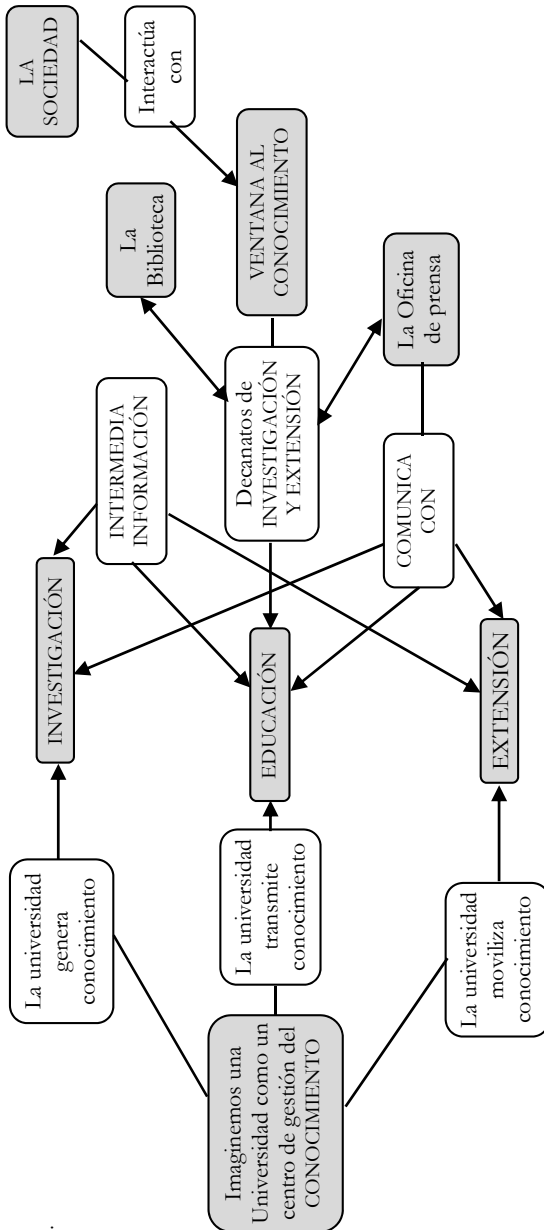 Imaginemos una
Universidad como un
centro de gestión del
CONOCIMIENTO
La universidad
genera
conocimiento
La universidad
transmite
conocimiento
La universidad
moviliza
conocimiento
INVESTIGACIÓN
EDUCACIÓN
EXTENSIÓN
INTERMEDIA
INFORMACIÓN
Decanatos de
INVESTIGACIÓN
Y EXTENSIÓN
COMUNICA
CON
La
Biblioteca
VENTANA AL
CONOCIMIENTO
La Oficina
de prensa
Interactúa
con
LA
SOCIEDAD
.